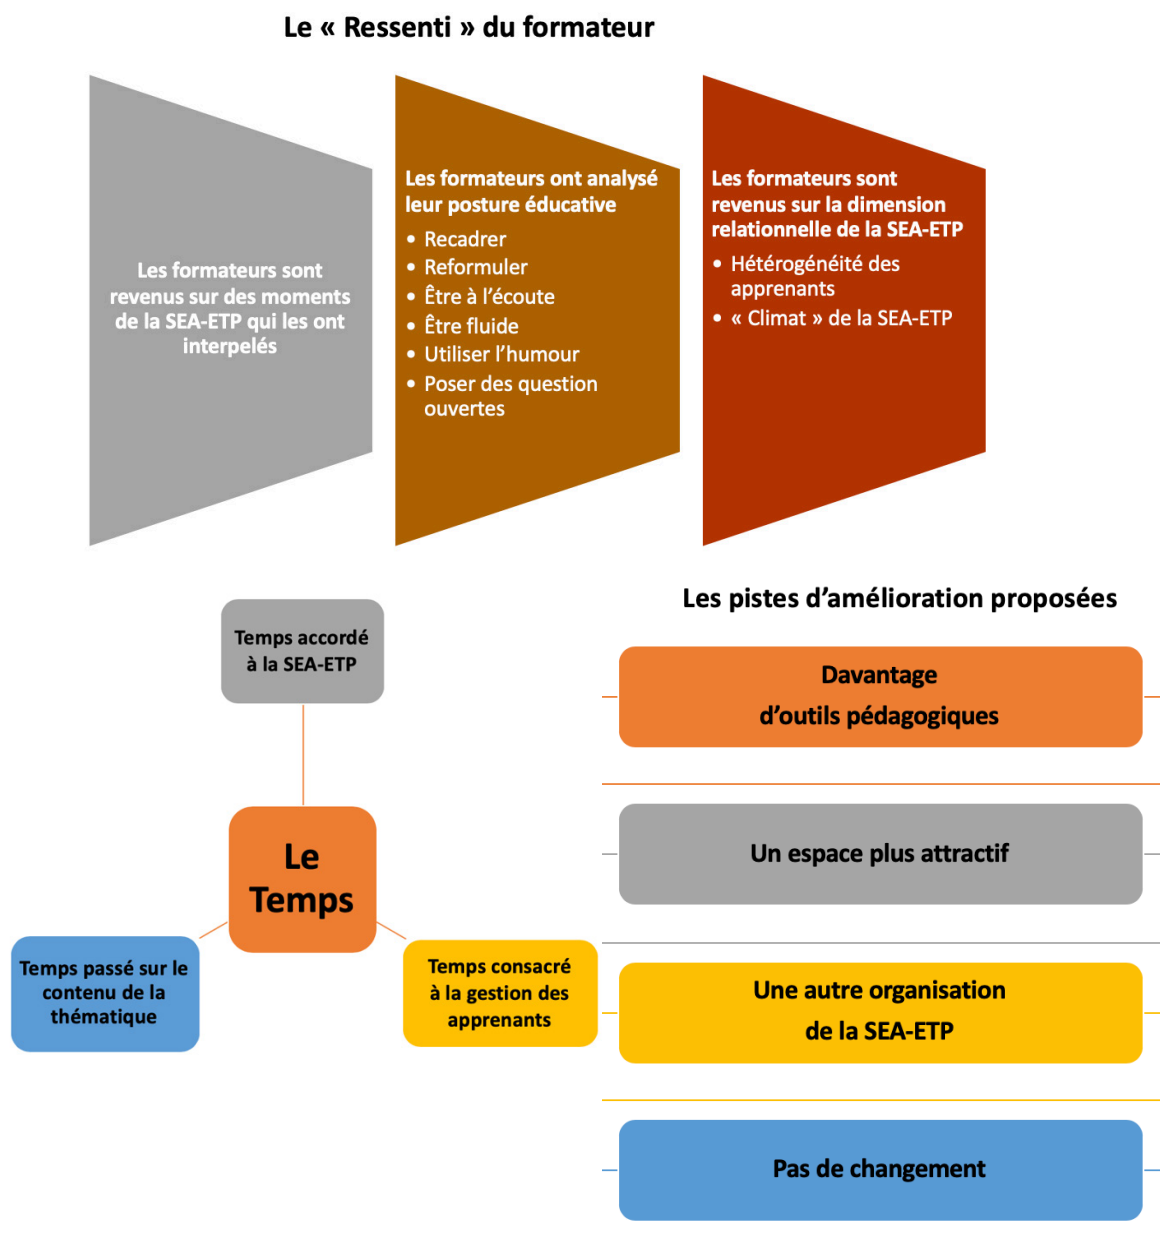 Le « Ressenti » du formateur
Les formateurs sont
revenus sur des moments
de la SEA-ETP qui les ont
interpelés
Les formateurs ont analysé
leur posture éducative
• Recadrer
• Reformuler
• Être à l’écoute
• Être fluide
• Utiliser l’humour
• Poser des question
ouvertes
Les formateurs sont
revenus sur la dimension
relationnelle de la SEA-ETP
• Hétérogénéité des
apprenants
• « Climat » de la SEA-ETP
Temps accordé
à la SEA-ETP
Le
Temps
Temps passé sur le
contenu de la
thématique
Temps consacré
à la gestion des
apprenants
Les pistes d’amélioration proposées
Davantage
d’outils pédagogiques
Un espace plus attractif
Une autre organisation
de la SEA-ETP
Pas de changement